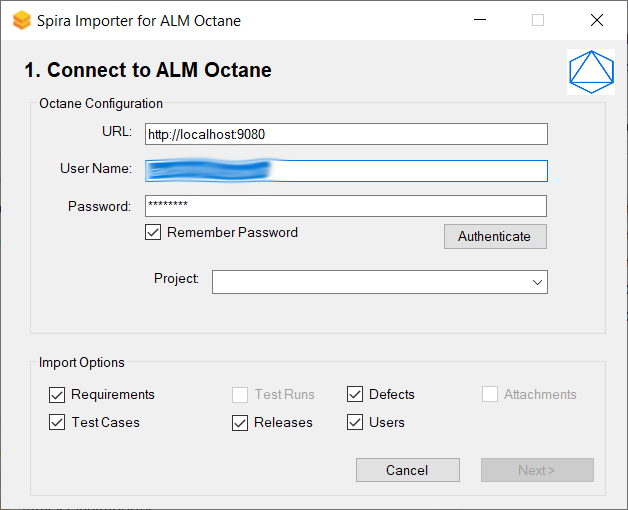 Spira Importer for ALM Octane
1. Connect to ALM Octane
Octane Configuration
URL: http://localhost:9080
User Name:
Password: ********
Remember Password
Authenticate
Project:
Import Options
Requirements Test Runs Defects Attachments
Test Cases Releases Users
Cancel Next >